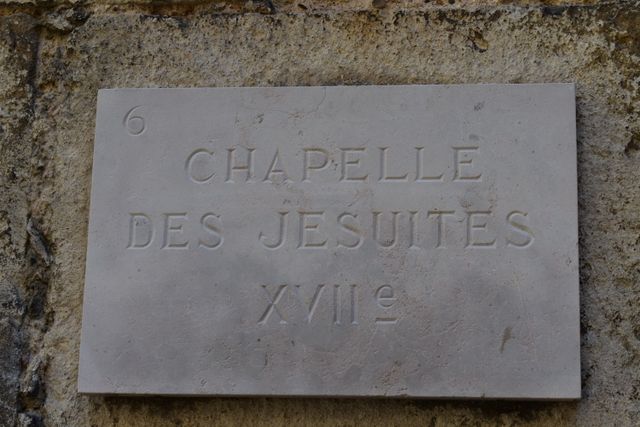 6
CHAPELLE
DES JESUITES
XVIIe